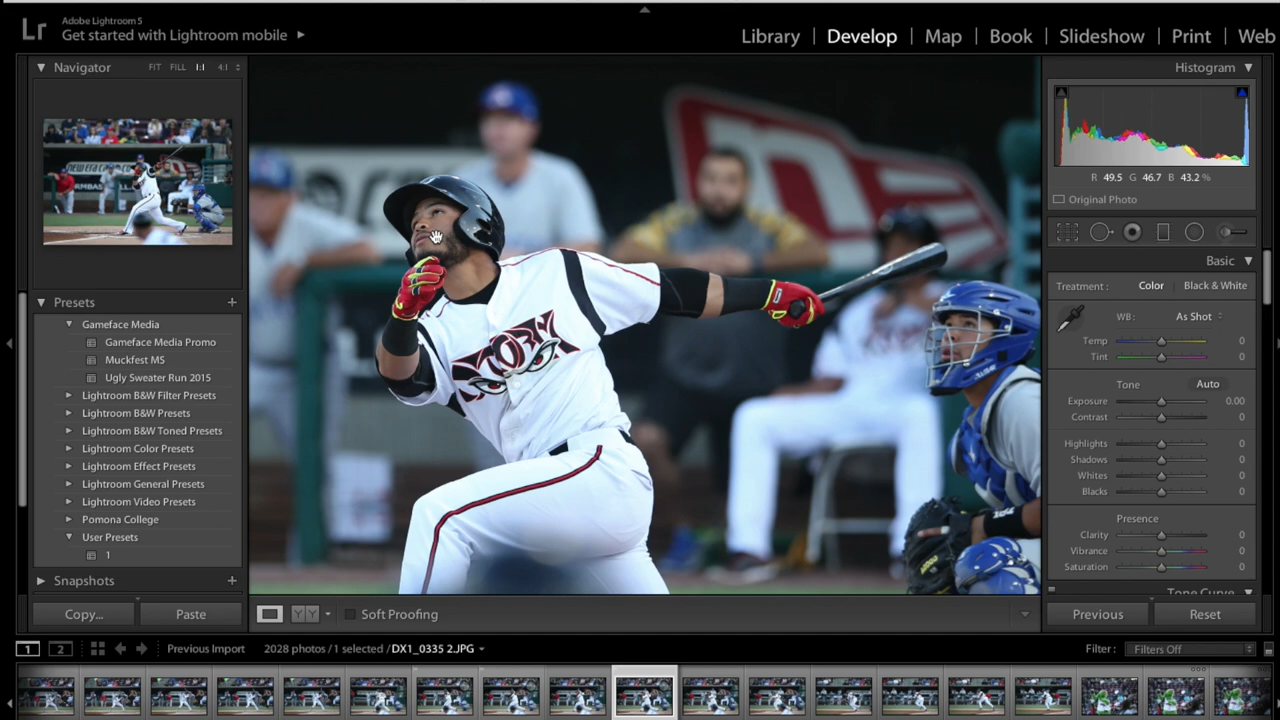 Adobe Lightroom 5
Get started with Lightroom mobile
Lr
Library | Develop | Map | Book | Slideshow | Print | Web
Navigator FIT FILL 1:1 4:1
Histogram
R 49.5 G 46.7 B 43.2 %
Original Photo
Basic
Treatment : Color | Black & White
WB : As Shot
Temp 0
Tint 0
Tone Auto
Exposure 0.00
Contrast 0
Highlights 0
Shadows 0
Whites 0
Blacks 0
Presence
Clarity 0
Vibrance 0
Saturation 0
Tone Curve
Previous Reset
Presets +
Gameface Media
Gameface Media Promo
Muckfest MS
Ugly Sweater Run 2015
Lightroom B&W Filter Presets
Lightroom B&W Presets
Lightroom B&W Toned Presets
Lightroom Color Presets
Lightroom Effect Presets
Lightroom General Presets
Lightroom Video Presets
Pomona College
User Presets
1
Snapshots +
Copy... Paste
STORM
YY Soft Proofing
1 2 Previous Import 2028 photos / 1 selected / DX1_0335 2.JPG
Filter : Filters Off